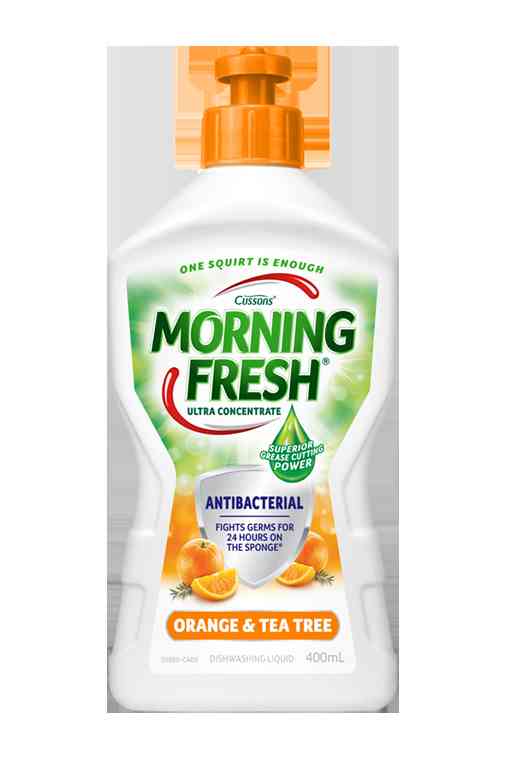 ONE SQUIRT IS ENOUGH
Cussons®
MORNING
FRESH®
ULTRA CONCENTRATE
SUPERIOR
GREASE CUTTING
POWER
ANTIBACTERIAL
FIGHTS GERMS FOR
24 HOURS ON
THE SPONGE
ORANGE & TEA TREE
DISHWASHING LIQUID 400mL